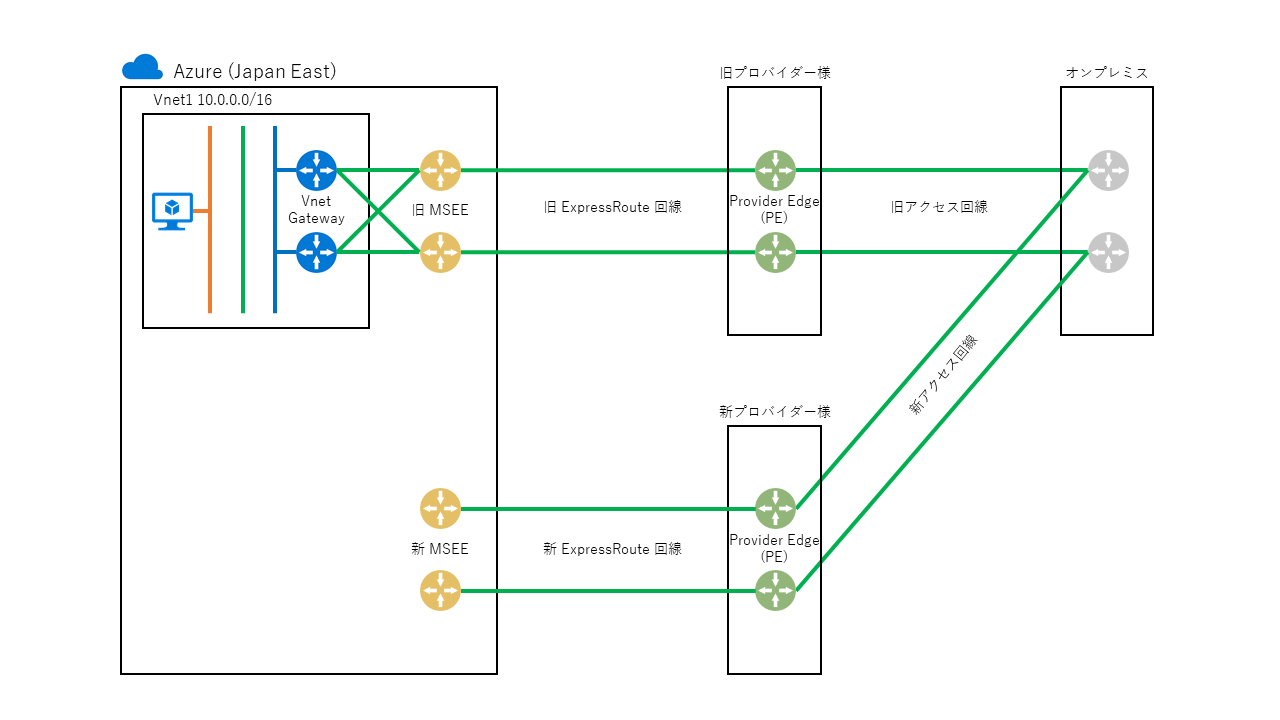 Azure (Japan East)
旧プロバイダー様
オンプレミス
Vnet1 10.0.0.0/16
Vnet
Gateway
旧 MSEE
旧 ExpressRoute 回線
Provider Edge
(PE)
旧アクセス回線
新アクセス回線
新プロバイダー様
新 MSEE
新 ExpressRoute 回線
Provider Edge
(PE)